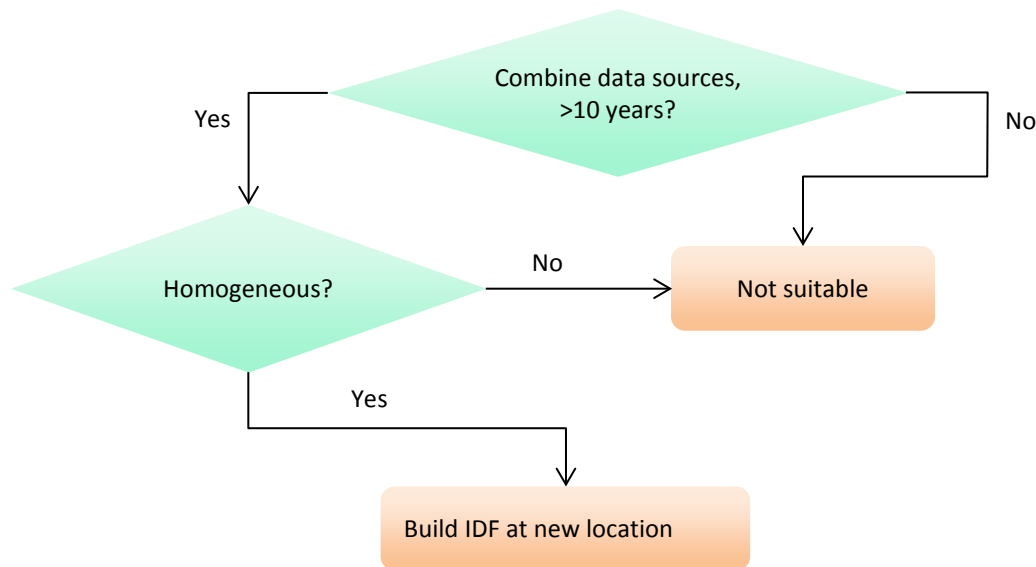 Combine data sources,
>10 years?
Yes
No
Homogeneous?
No
Not suitable
Yes
Build IDF at new location